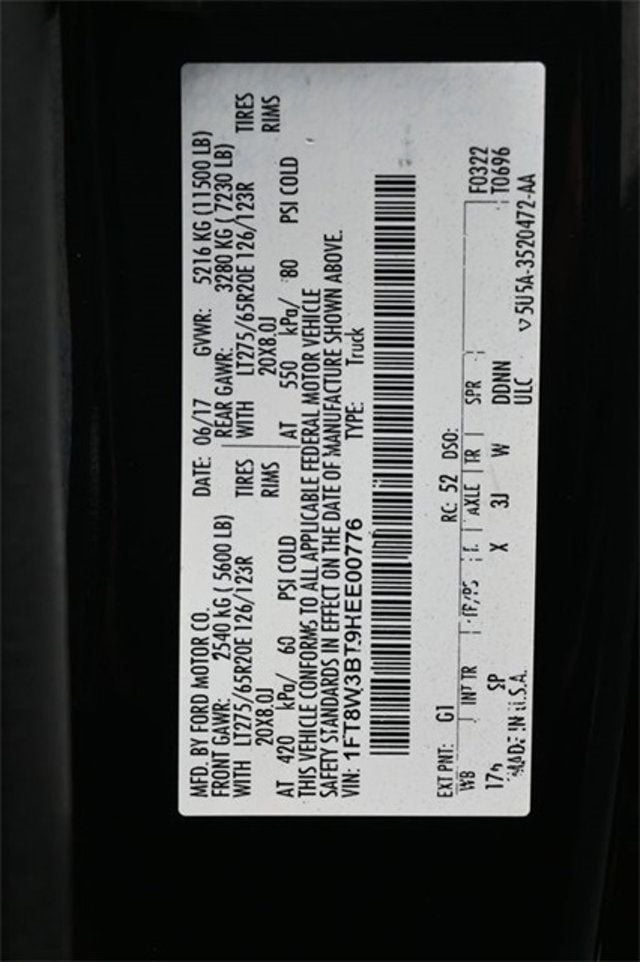 MFD. BY FORD MOTOR CO.
DATE: 06/17 GVWR: 5216 KG (11500 LB)
FRONT GAWR: 2540 KG ( 5600 LB) REAR GAWR: 3280 KG ( 7230 LB)
WITH LT275/65R20E 126/123R TIRES WITH LT275/65R20E 126/123R TIRES
20X8.0J RIMS 20X8.0J RIMS
AT 420 kPa/ 60 PSI COLD AT 550 kPa/ 80 PSI COLD
THIS VEHICLE CONFORMS TO ALL APPLICABLE FEDERAL MOTOR VEHICLE
SAFETY STANDARDS IN EFFECT ON THE DATE OF MANUFACTURE SHOWN ABOVE.
VIN: 1FT8W3BT9HEE00776 TYPE: Truck
EXT PNT: G1 RC: 52 DSO: F0322
WB INT TR TP/PS AXLE TR SPR T0696
176 SP X 3J W DDNN
MADE IN U.S.A. ULC 5U5A-3520472-AA